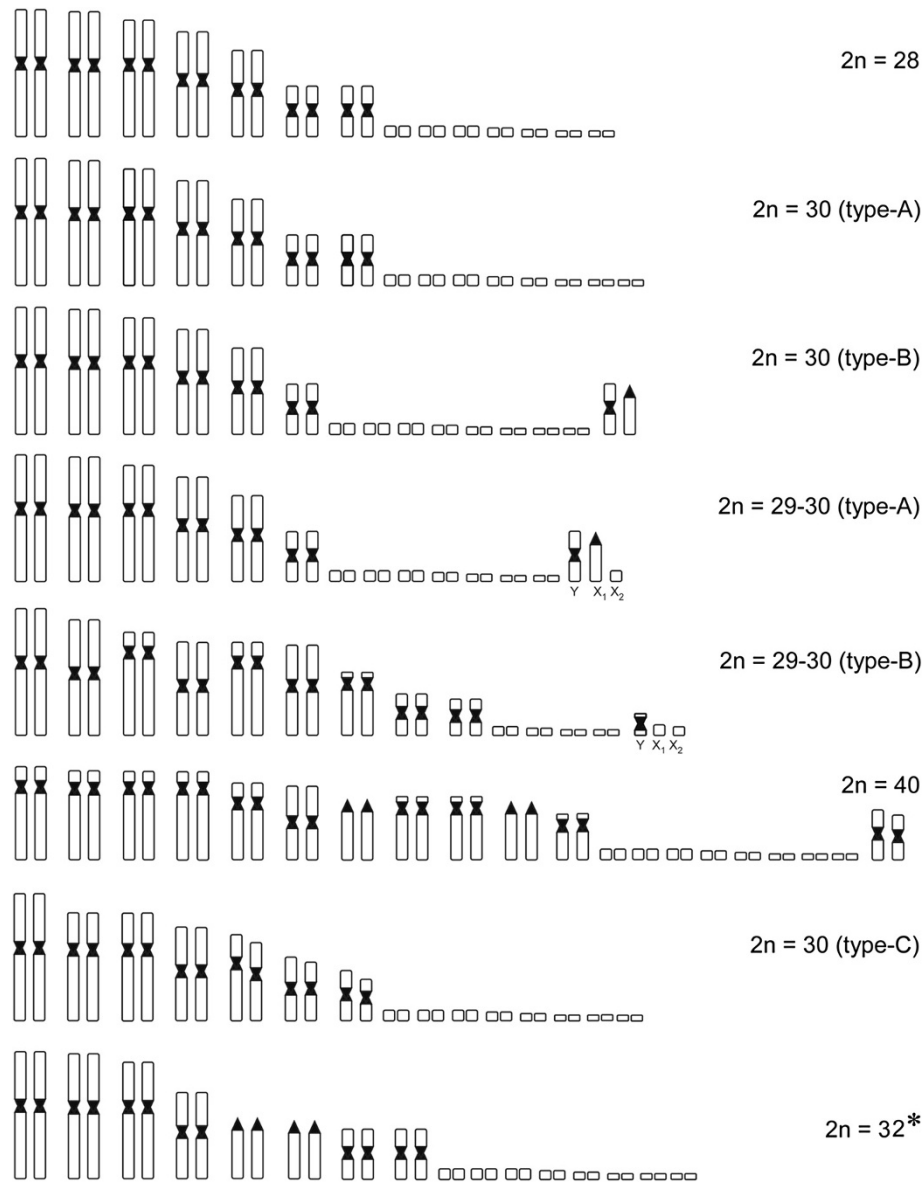 2n = 28
2n = 30 (type-A)
2n = 30 (type-B)
2n = 29-30 (type-A)
Y X₁ X₂
2n = 29-30 (type-B)
Y X₁ X₂
2n = 40
2n = 30 (type-C)
2n = 32*